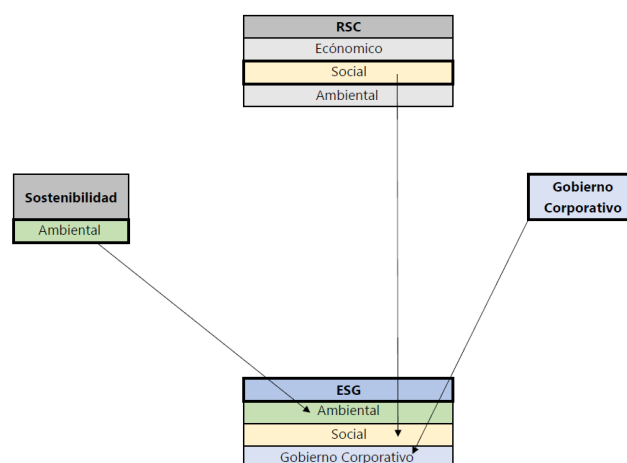 RSC
Ecónomico
Social
Ambiental
Sostenibilidad
Ambiental
Gobierno
Corporativo
ESG
Ambiental
Social
Gobierno Corporativo